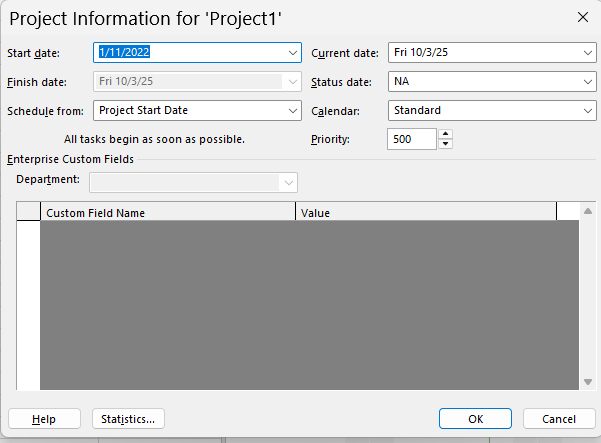 Project Information for 'Project1'
Start date: 1/11/2022 Current date: Fri 10/3/25
Finish date: Fri 10/3/25 Status date: NA
Schedule from: Project Start Date Calendar: Standard
All tasks begin as soon as possible. Priority: 500
Enterprise Custom Fields
Department:
Custom Field Name Value
Help Statistics... OK Cancel